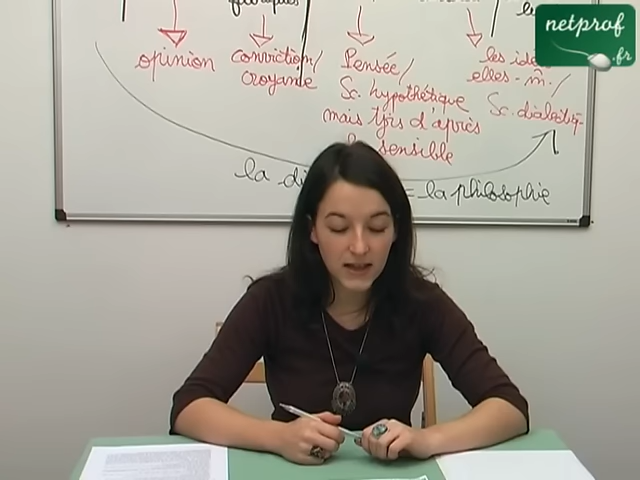 netprof
.fr
opinion
conviction/
croyance
Pensée/
Sc. hypothétique
mais tjrs d'après
sensible
les idées
elles-m̂./
Sc. dialectiq
la
= la philosophie